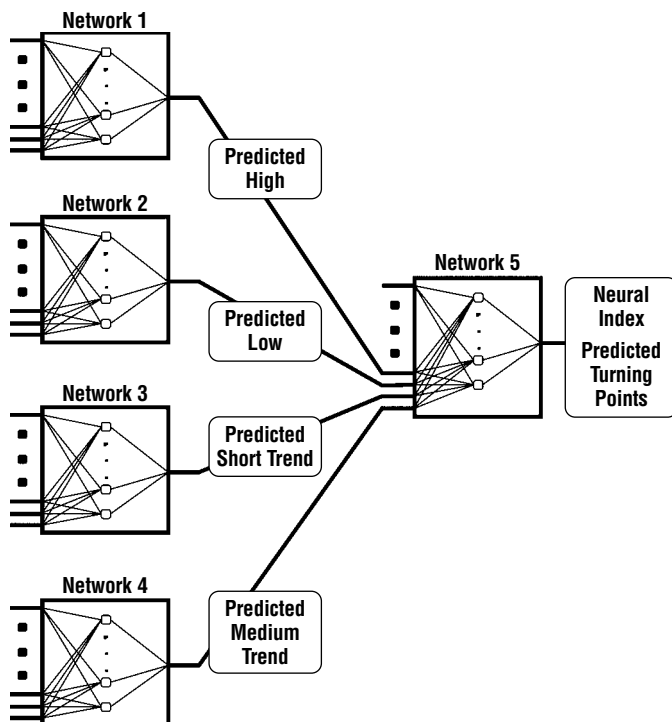 Network 1
Predicted
High
Network 2
Predicted
Low
Network 5
Neural
Index
Predicted
Turning
Points
Network 3
Predicted
Short Trend
Network 4
Predicted
Medium
Trend